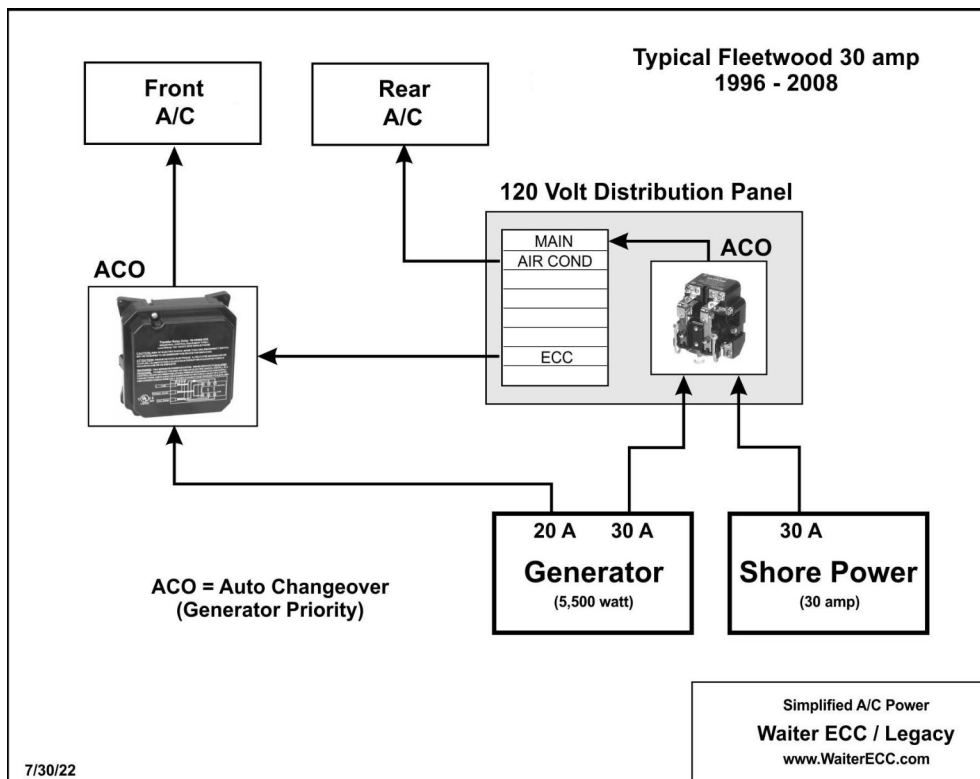 Typical Fleetwood 30 amp
1996 - 2008
Front
A/C
Rear
A/C
120 Volt Distribution Panel
MAIN
AIR COND
ECC
ACO
ACO
20 A 30 A
Generator
(5,500 watt)
30 A
Shore Power
(30 amp)
ACO = Auto Changeover
(Generator Priority)
Simplified A/C Power
Waiter ECC / Legacy
www.WaiterECC.com
7/30/22